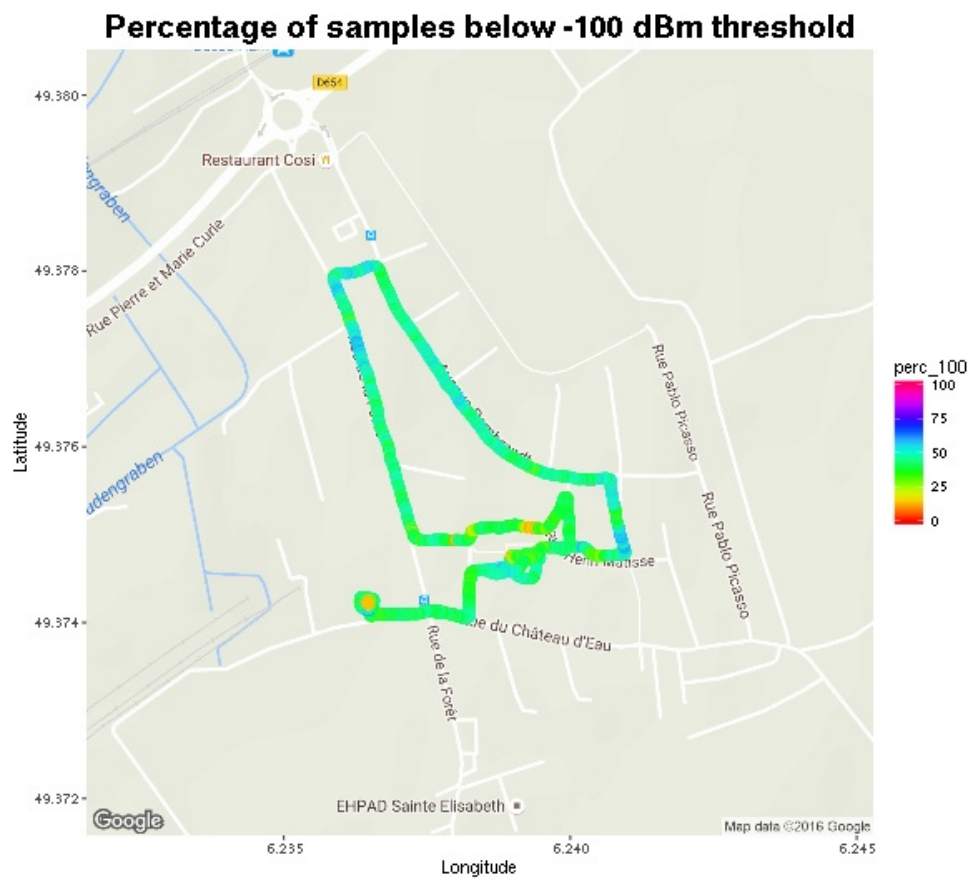 Percentage of samples below -100 dBm threshold
49.380
D654
Restaurant Cosi
Rue Pierre et Marie Curie
49.378
Rue Pablo Picasso
perc_100
100
75
50
25
0
Latitude
49.376
Rue Pablo Picasso
Henri Matisse
49.374
du Château d'Eau
Rue de la Forêt
49.372
EHPAD Sainte Elisabeth
Google
Map data ©2016 Google
6.235
6.240
6.245
Longitude